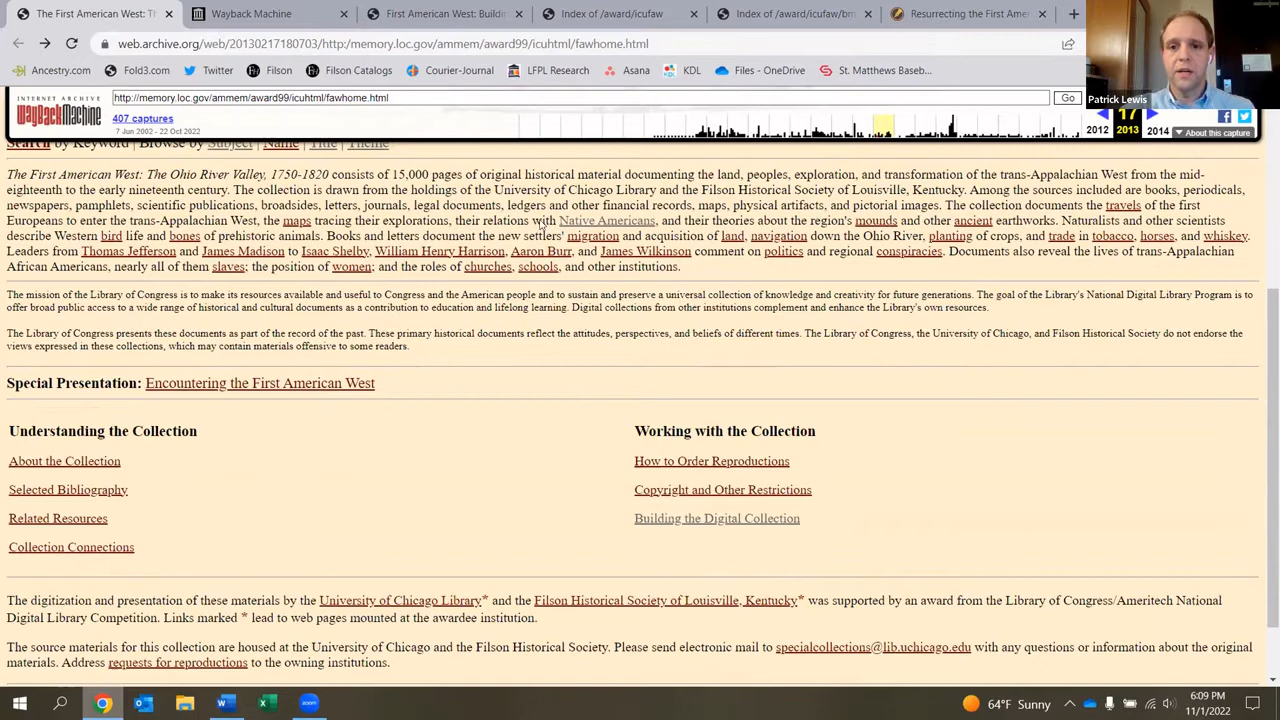 The First American West: T
Wayback Machine
First American West: Buildin
Index of /award/icufaw
Index of /award/icufaw/bm
Resurrecting the First Ame
web.archive.org/web/20130217180703/http:/memory.loc.gov/ammem/award99/icuhtml/fawhome.html
Ancestry.com
Fold3.com
Twitter
Filson
Filson Catalogs
Courier-Journal
LFPL Research
Asana
KDL
Files - OneDrive
St. Matthews Baseb...
Patrick Lewis
INTERNET ARCHIVE
WayBackMachine
http://memory.loc.gov/ammem/award99/icuhtml/fawhome.html
Go
407 captures
7 Jun 2002 - 22 Oct 2022
17
2012
2013
2014
About this capture
Search by Keyword | Browse by Subject | Name | Title | Theme
The First American West: The Ohio River Valley, 1750-1820 consists of 15,000 pages of original historical material documenting the land, peoples, exploration, and transformation of the trans-Appalachian West from the mid-
eighteenth to the early nineteenth century. The collection is drawn from the holdings of the University of Chicago Library and the Filson Historical Society of Louisville, Kentucky. Among the sources included are books, periodicals,
newspapers, pamphlets, scientific publications, broadsides, letters, journals, legal documents, ledgers and other financial records, maps, physical artifacts, and pictorial images. The collection documents the travels of the first
Europeans to enter the trans-Appalachian West, the maps tracing their explorations, their relations with Native Americans, and their theories about the region's mounds and other ancient earthworks. Naturalists and other scientists
describe Western bird life and bones of prehistoric animals. Books and letters document the new settlers' migration and acquisition of land, navigation down the Ohio River, planting of crops, and trade in tobacco, horses, and whiskey.
Leaders from Thomas Jefferson and James Madison to Isaac Shelby, William Henry Harrison, Aaron Burr, and James Wilkinson comment on politics and regional conspiracies. Documents also reveal the lives of trans-Appalachian
African Americans, nearly all of them slaves; the position of women; and the roles of churches, schools, and other institutions.
The mission of the Library of Congress is to make its resources available and useful to Congress and the American people and to sustain and preserve a universal collection of knowledge and creativity for future generations. The goal of the Library's National Digital Library Program is to
offer broad public access to a wide range of historical and cultural documents as a contribution to education and lifelong learning. Digital collections from other institutions complement and enhance the Library's own resources.
The Library of Congress presents these documents as part of the record of the past. These primary historical documents reflect the attitudes, perspectives, and beliefs of different times. The Library of Congress, the University of Chicago, and Filson Historical Society do not endorse the
views expressed in these collections, which may contain materials offensive to some readers.
Special Presentation: Encountering the First American West
Understanding the Collection
About the Collection
Selected Bibliography
Related Resources
Collection Connections
Working with the Collection
How to Order Reproductions
Copyright and Other Restrictions
Building the Digital Collection
The digitization and presentation of these materials by the University of Chicago Library* and the Filson Historical Society of Louisville, Kentucky* was supported by an award from the Library of Congress/Ameritech National
Digital Library Competition. Links marked * lead to web pages mounted at the awardee institution.
The source materials for this collection are housed at the University of Chicago and the Filson Historical Society. Please send electronic mail to specialcollections@lib.uchicago.edu with any questions or information about the original
materials. Address requests for reproductions to the owning institutions.
64°F Sunny
6:09 PM
11/1/2022